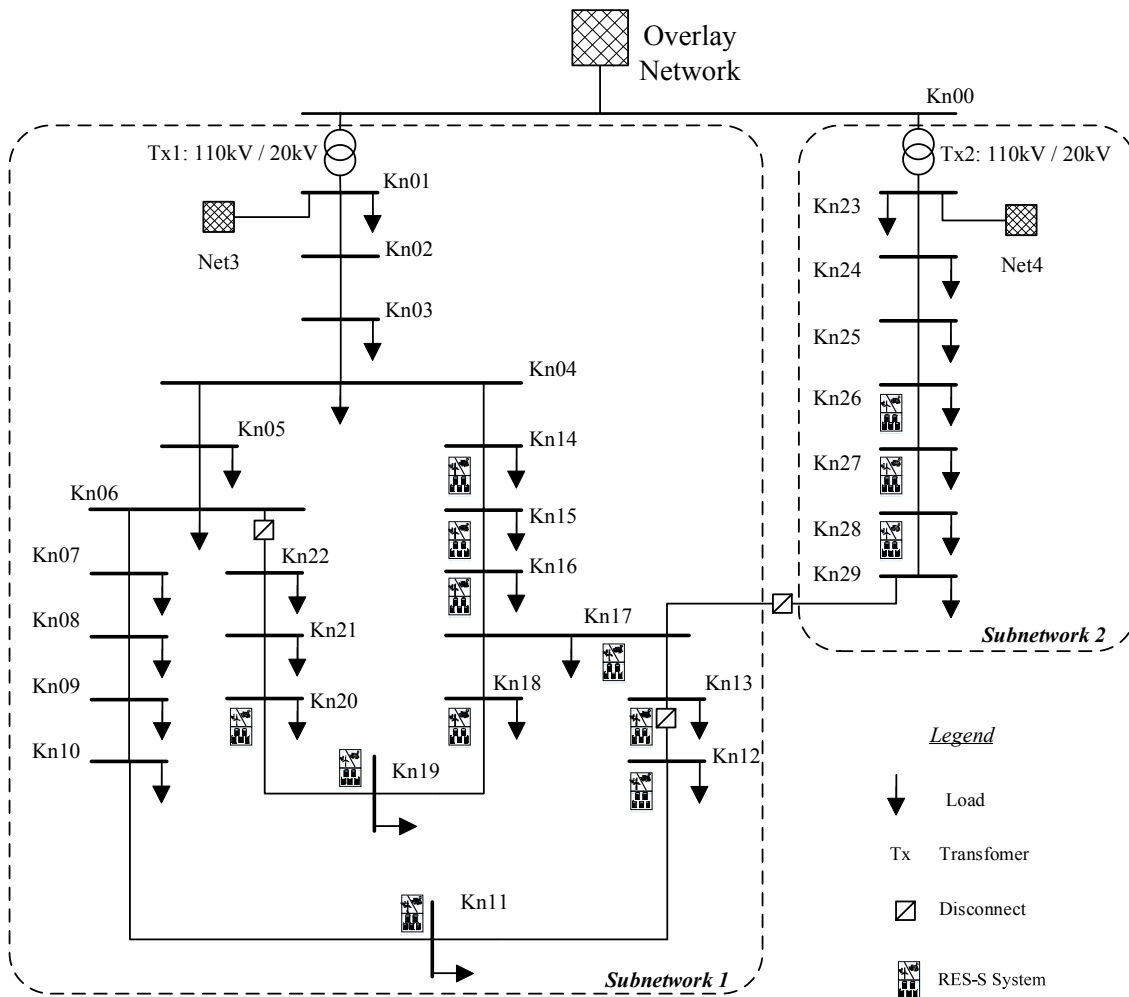 Overlay
Network
Kn00
Tx1: 110kV / 20kV
Tx2: 110kV / 20kV
Kn01
Kn23
Net3
Kn02
Kn24
Net4
Kn03
Kn25
Kn04
Kn26
Kn05
Kn14
Kn27
Kn06
Kn15
Kn28
Kn07
Kn22
Kn16
Kn29
Kn08
Kn21
Kn17
Subnetwork 2
Kn09
Kn20
Kn18
Kn13
Kn10
Kn19
Kn12
Legend
Load
Tx Transfomer
Kn11
Disconnect
Subnetwork 1
RES-S System